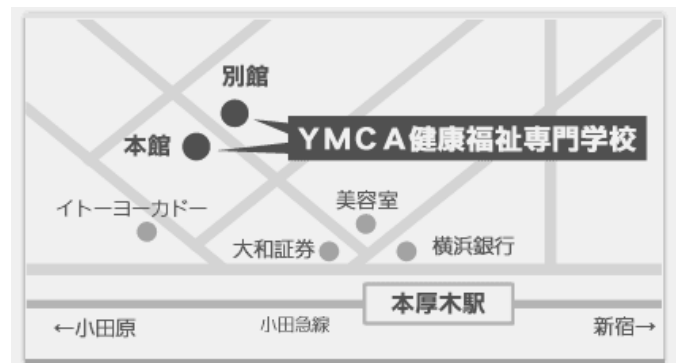 別館
YMCA健康福祉専門学校
本館
イトーヨーカドー
美容室
大和証券
横浜銀行
本厚木駅
←小田原
小田急線
新宿→